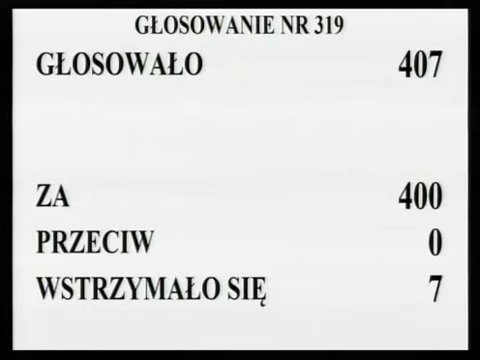 GŁOSOWANIE NR 319
GŁOSOWAŁO 407
ZA 400
PRZECIW 0
WSTRZYMAŁO SIĘ 7